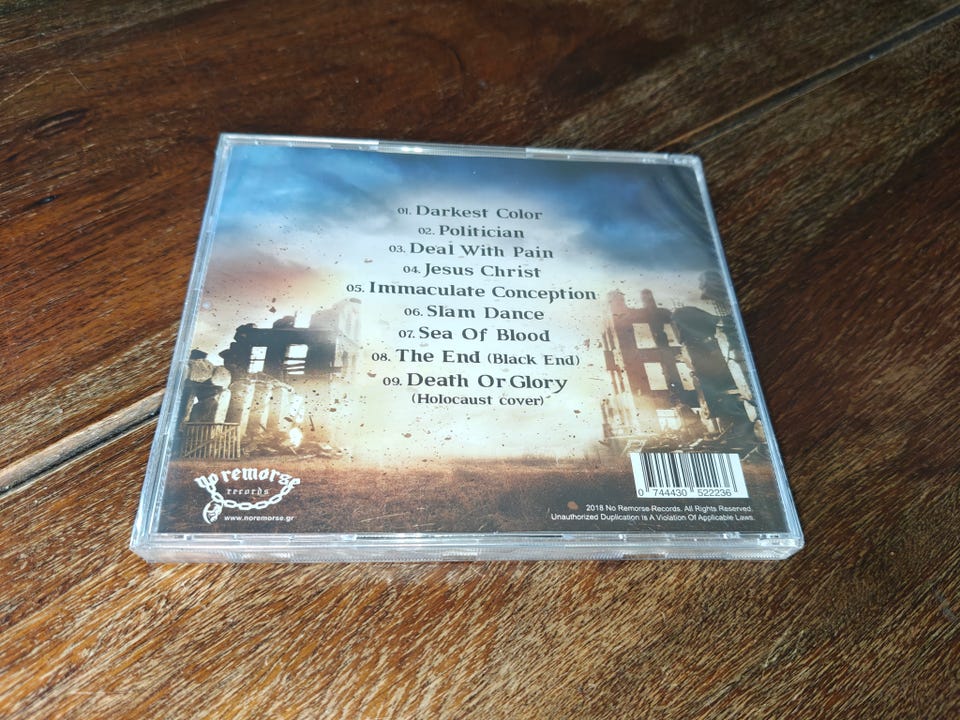 01. Darkest Color
02. Politician
03. Deal With Pain
04. Jesus Christ
05. Immaculate Conception
06. Slam Dance
07. Sea Of Blood
08. The End (Black End)
09. Death Or Glory
(Holocaust cover)
no remorse
records
www.noremorse.gr
0 744430 522236
2018 No Remorse Records. All Rights Reserved.
Unauthorized Duplication is A Violation Of Applicable Laws.